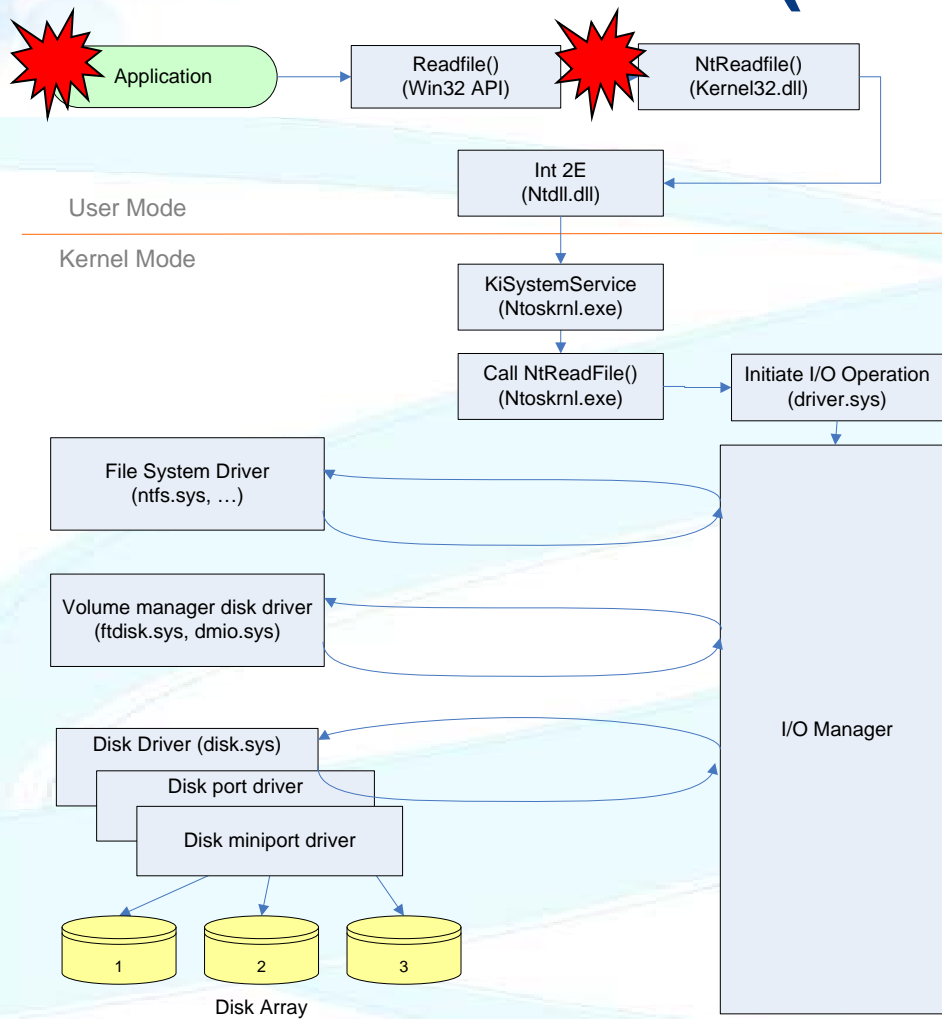 Application
Readfile()
(Win32 API)
NtReadfile()
(Kernel32.dll)
Int 2E
(Ntdll.dll)
User Mode
Kernel Mode
KiSystemService
(Ntoskrnl.exe)
Call NtReadFile()
(Ntoskrnl.exe)
Initiate I/O Operation
(driver.sys)
File System Driver
(ntfs.sys, …)
Volume manager disk driver
(ftdisk.sys, dmio.sys)
I/O Manager
Disk Driver (disk.sys)
Disk port driver
Disk miniport driver
1
2
3
Disk Array